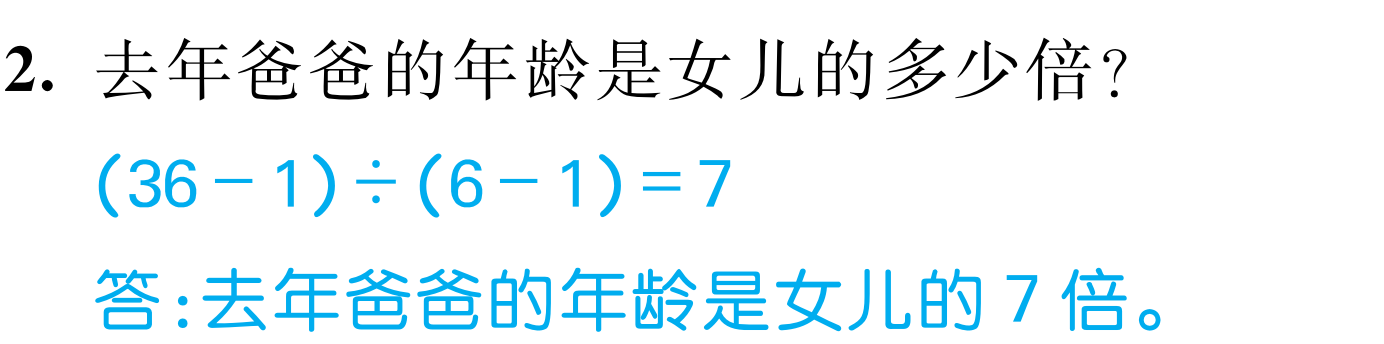 2. 去年爸爸的年龄是女儿的多少倍?
(36－1)÷(6－1)＝7
答:去年爸爸的年龄是女儿的 7 倍。